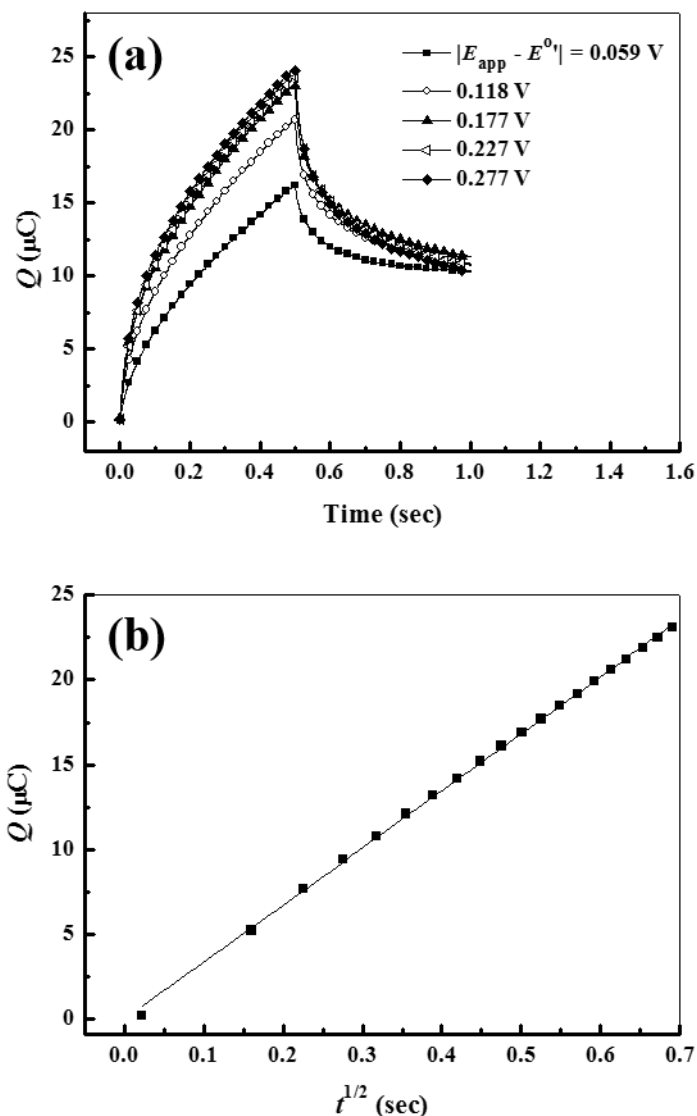 (a)
|E_app - E^o'| = 0.059 V
0.118 V
0.177 V
0.227 V
0.277 V
25
20
15
10
5
0
Q (μC)
0.0 0.2 0.4 0.6 0.8 1.0 1.2 1.4 1.6
Time (sec)
(b)
25
20
15
10
5
0
Q (μC)
0.0 0.1 0.2 0.3 0.4 0.5 0.6 0.7
t^1/2 (sec)